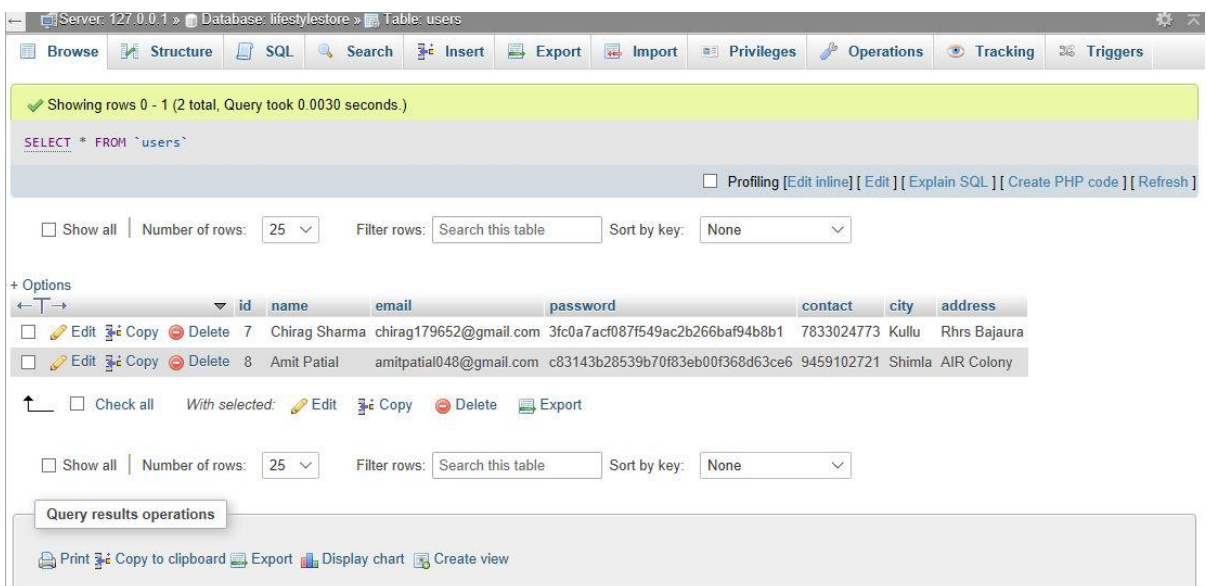 Server: 127.0.0.1 » Database: lifestylestore » Table: users
Browse Structure SQL Search Insert Export Import Privileges Operations Tracking Triggers
Showing rows 0 - 1 (2 total, Query took 0.0030 seconds.)
SELECT * FROM `users`
Profiling [Edit inline] [ Edit ] [ Explain SQL ] [ Create PHP code ] [ Refresh ]
Show all Number of rows: 25 Filter rows: Search this table Sort by key: None
+ Options
←T→ id name email password contact city address
Edit Copy Delete 7 Chirag Sharma chirag179652@gmail.com 3fc0a7acf087f549ac2b266baf94b8b1 7833024773 Kullu Rhrs Bajaura
Edit Copy Delete 8 Amit Patial amitpatial048@gmail.com c83143b28539b70f83eb00f368d63ce6 9459102721 Shimla AIR Colony
Check all With selected: Edit Copy Delete Export
Show all Number of rows: 25 Filter rows: Search this table Sort by key: None
Query results operations
Print Copy to clipboard Export Display chart Create view